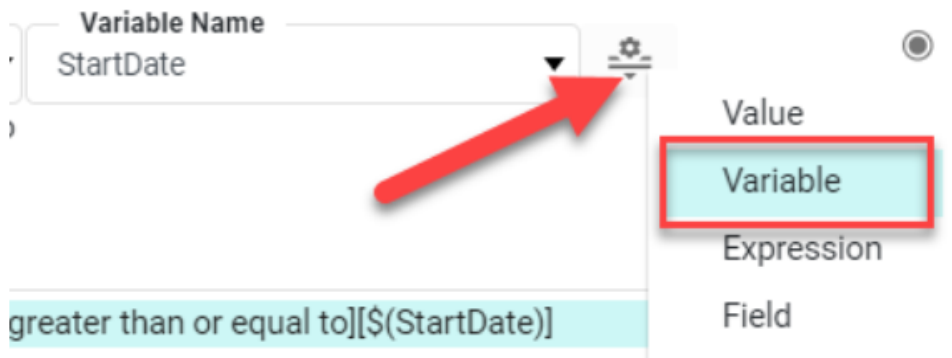 Variable Name
StartDate
Value
Variable
Expression
Field
greater than or equal to][$(StartDate)]